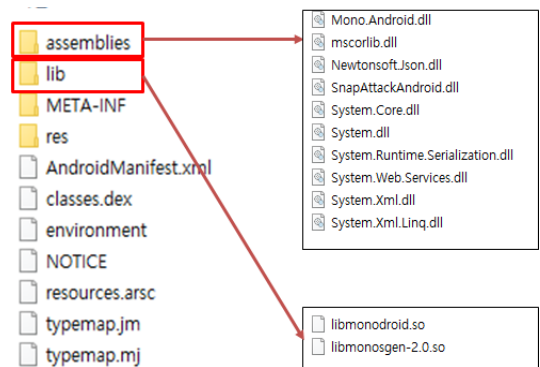 assemblies
lib
META-INF
res
AndroidManifest.xml
classes.dex
environment
NOTICE
resources.arsc
typemap.jm
typemap.mj
Mono.Android.dll
mscorlib.dll
Newtonsoft.Json.dll
SnapAttackAndroid.dll
System.Core.dll
System.dll
System.Runtime.Serialization.dll
System.Web.Services.dll
System.Xml.dll
System.Xml.Linq.dll
libmonodroid.so
libmonosgen-2.0.so